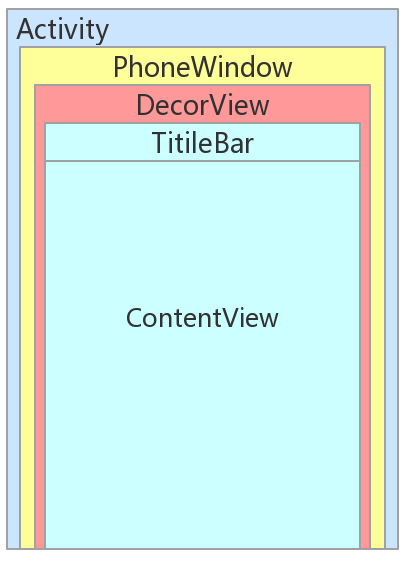 Activity
PhoneWindow
DecorView
TitileBar
ContentView